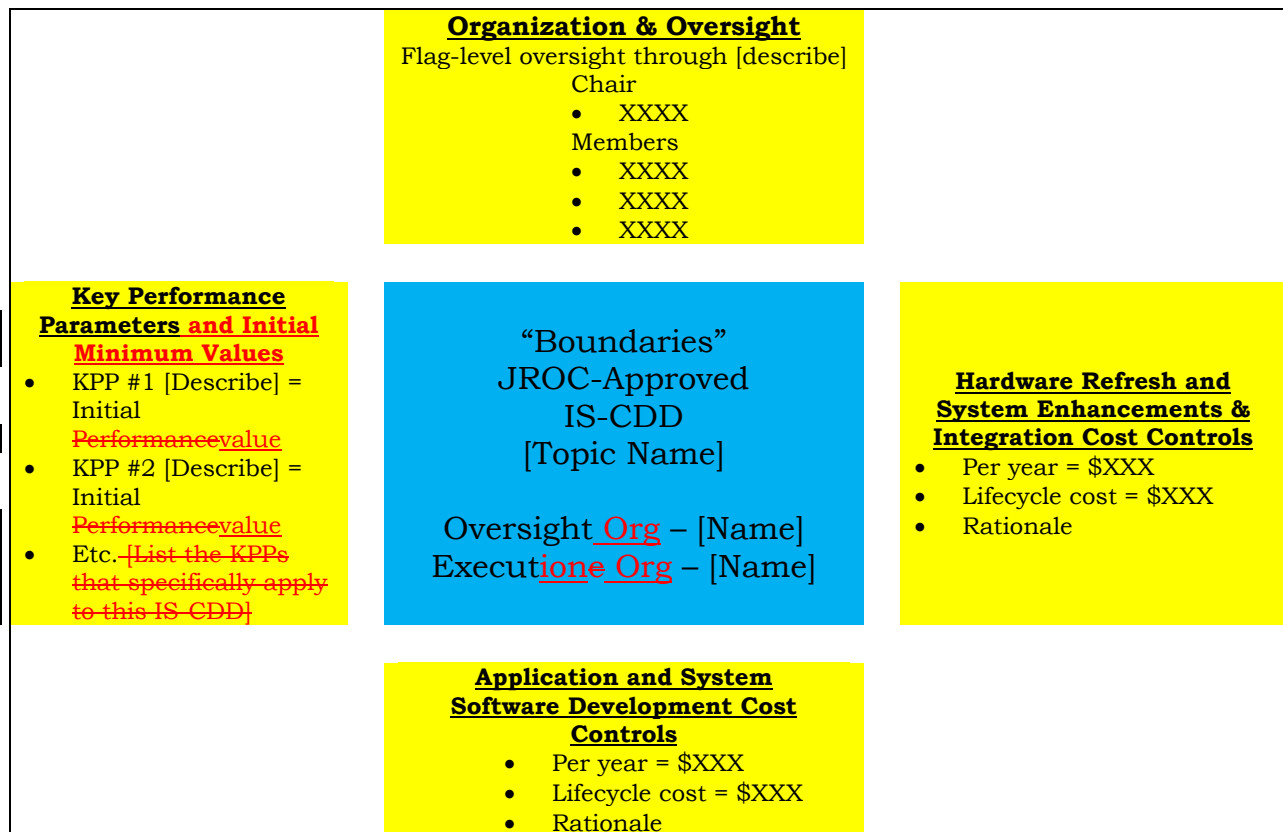 Organization & Oversight
Flag-level oversight through [describe]
Chair
• XXXX
Members
• XXXX
• XXXX
• XXXX
Key Performance
Parameters and Initial
Minimum Values
• KPP #1 [Describe] =
Initial
Performancevalue
• KPP #2 [Describe] =
Initial
Performancevalue
• Etc. [List the KPPs
that specifically apply
to this IS-CDD]
“Boundaries”
JROC-Approved
IS-CDD
[Topic Name]
Oversight Org – [Name]
Executione Org – [Name]
Hardware Refresh and
System Enhancements &
Integration Cost Controls
• Per year = $XXX
• Lifecycle cost = $XXX
• Rationale
Application and System
Software Development Cost
Controls
• Per year = $XXX
• Lifecycle cost = $XXX
• Rationale